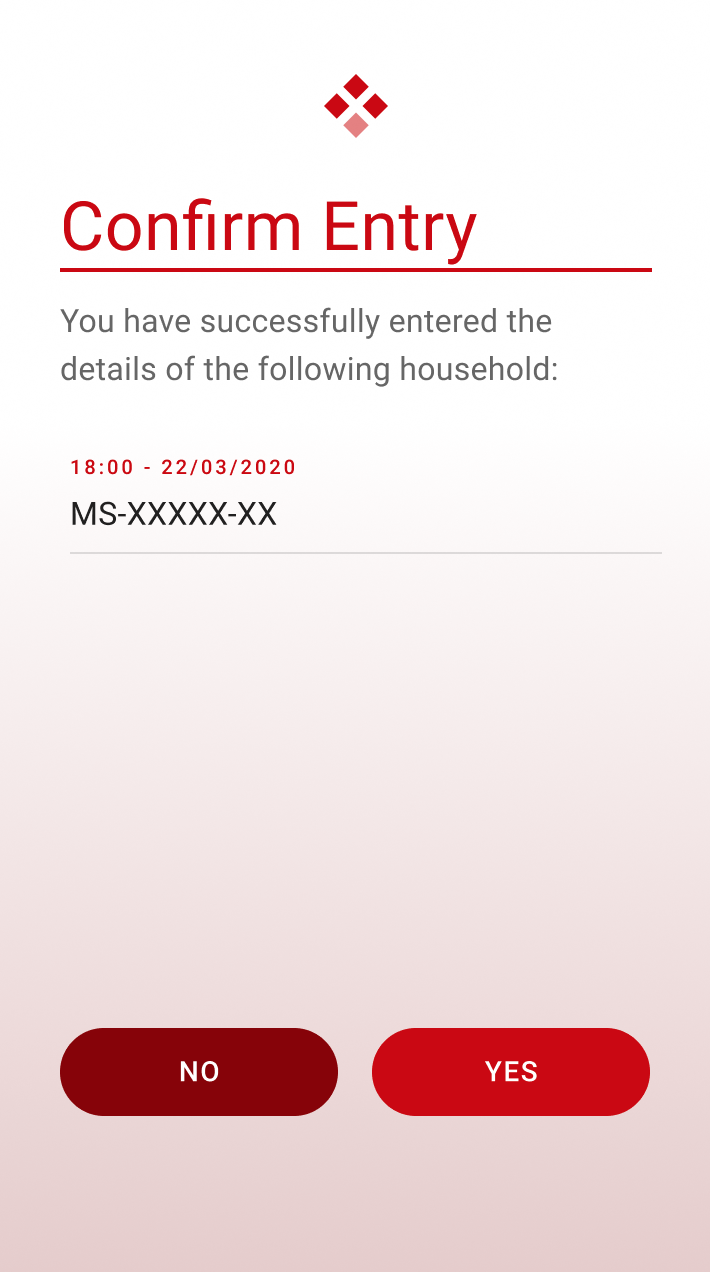 Confirm Entry
You have successfully entered the
details of the following household:
18:00 - 22/03/2020
MS-XXXXX-XX
NO
YES